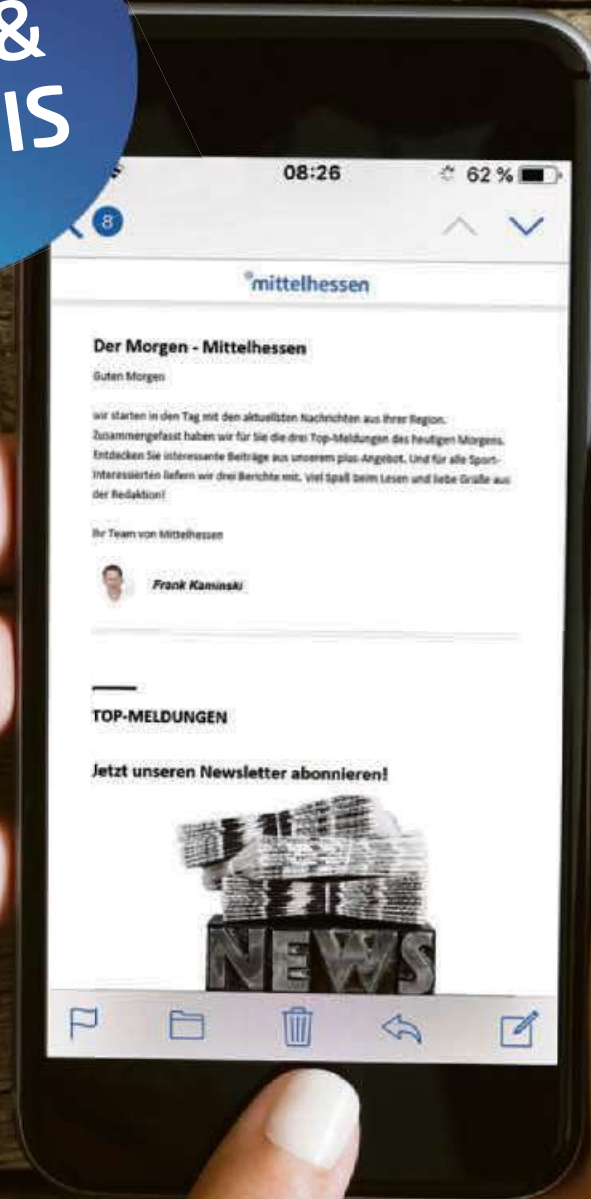 &
IS
08:26 62 %
8
mittelhessen
Der Morgen - Mittelhessen
Guten Morgen
wir starten in den Tag mit den aktuellsten Nachrichten aus Ihrer Region.
Zusammengefasst haben wir für Sie die drei Top-Meldungen des heutigen Morgens.
Entdecken Sie interessante Beiträge aus unserem plus-Angebot. Und für alle Sport-
Interessierten liefern wir drei Berichte mit. Viel Spaß beim Lesen und liebe Grüße aus
der Redaktion!
Ihr Team von Mittelhessen
Frank Kaminski
TOP-MELDUNGEN
Jetzt unseren Newsletter abonnieren!
NEWS